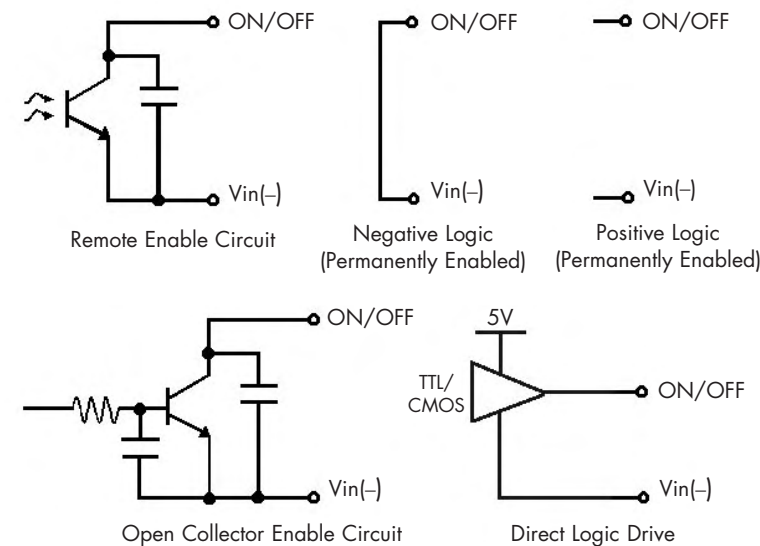 ON/OFF
Vin(–)
Remote Enable Circuit
ON/OFF
Vin(–)
Negative Logic
(Permanently Enabled)
ON/OFF
Vin(–)
Positive Logic
(Permanently Enabled)
ON/OFF
Vin(–)
Open Collector Enable Circuit
5V
TTL/
CMOS
ON/OFF
Vin(–)
Direct Logic Drive